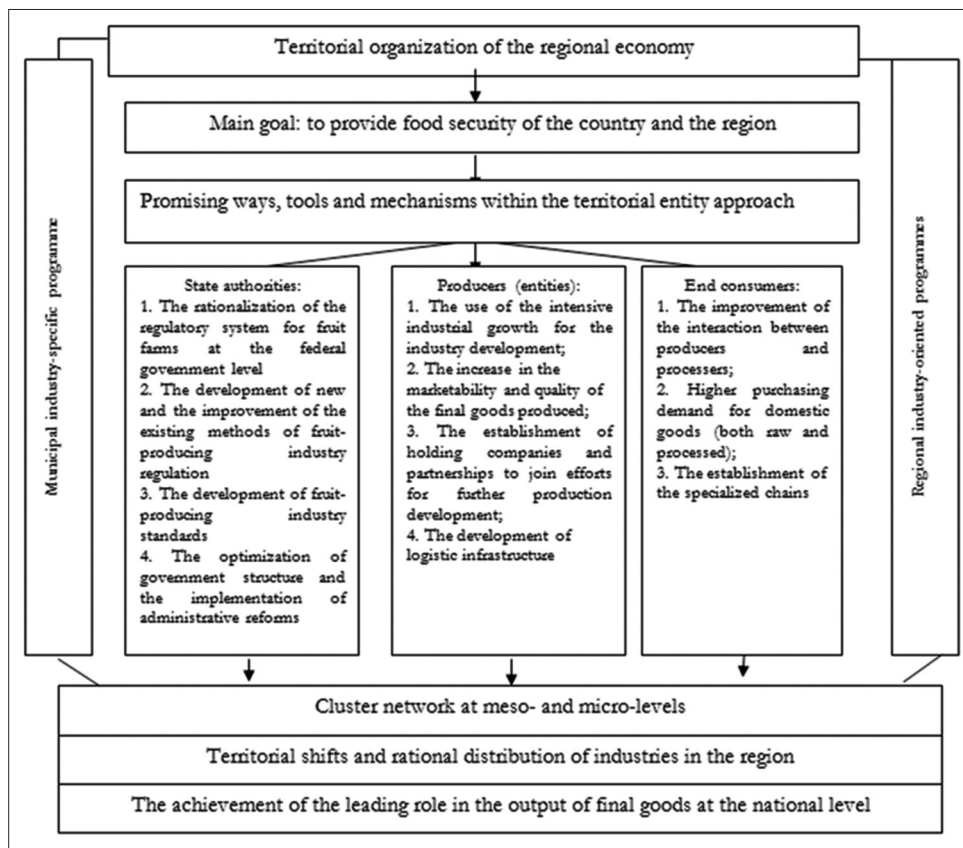 Territorial organization of the regional economy
Main goal: to provide food security of the country and the region
Promising ways, tools and mechanisms within the territorial entity approach
Municipal industry-specific programme
State authorities:
1. The rationalization of the
regulatory system for fruit
farms at the federal
government level
2. The development of new
and the improvement of the
existing methods of fruit-
producing industry
regulation
3. The development of fruit-
producing industry
standards
4. The optimization of
government structure and
the implementation of
administrative reforms
Producers (entities):
1. The use of the intensive
industrial growth for the
industry development;
2. The increase in the
marketability and quality of
the final goods produced;
3. The establishment of
holding companies and
partnerships to join efforts
for further production
development;
4. The development of
logistic infrastructure
End consumers:
1. The improvement of
the interaction between
producers and
processers;
2. Higher purchasing
demand for domestic
goods (both raw and
processed);
3. The establishment of
the specialized chains
Regional industry-oriented programmes
Cluster network at meso- and micro-levels
Territorial shifts and rational distribution of industries in the region
The achievement of the leading role in the output of final goods at the national level